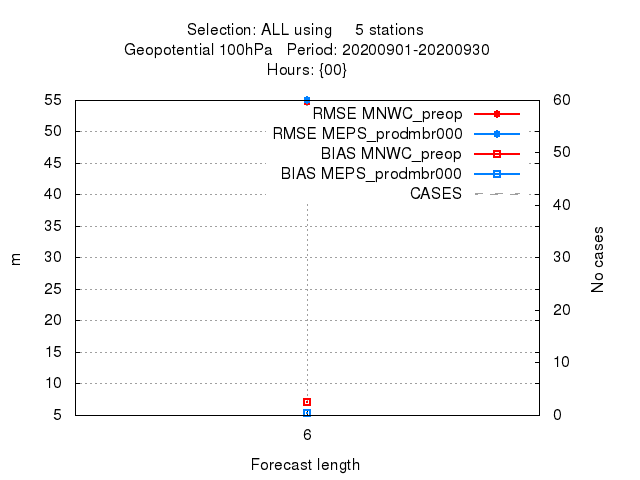 Selection: ALL using 5 stations
Geopotential 100hPa Period: 20200901-20200930
Hours: {00}
55 60
RMSE MNWC_preop
50 RMSE MEPS_prodmbr000
BIAS MNWC_preop 50
45 BIAS MEPS_prodmbr000
40 CASES 40
35
30 30
25
20 20
15
10 10
5 0
m
No cases
6
Forecast length